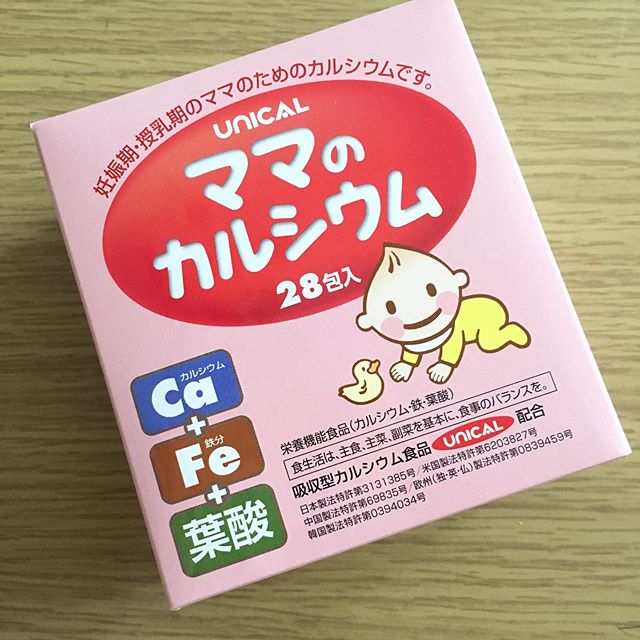 妊娠期・授乳期のママのためのカルシウムです。
UNICAL
ママの
カルシウム
28包入
カルシウム
Ca
+
鉄分
Fe
+
葉酸
栄養機能食品(カルシウム・鉄・葉酸)
食生活は、主食、主菜、副菜を基本に、食事のバランスを。
吸収型カルシウム食品 UNICAL 配合
日本製法特許第3131385号/米国製法特許第6203827号
中国製法特許第69835号/欧州(独・英・仏)製法特許第0839459号
韓国製法特許第0394034号